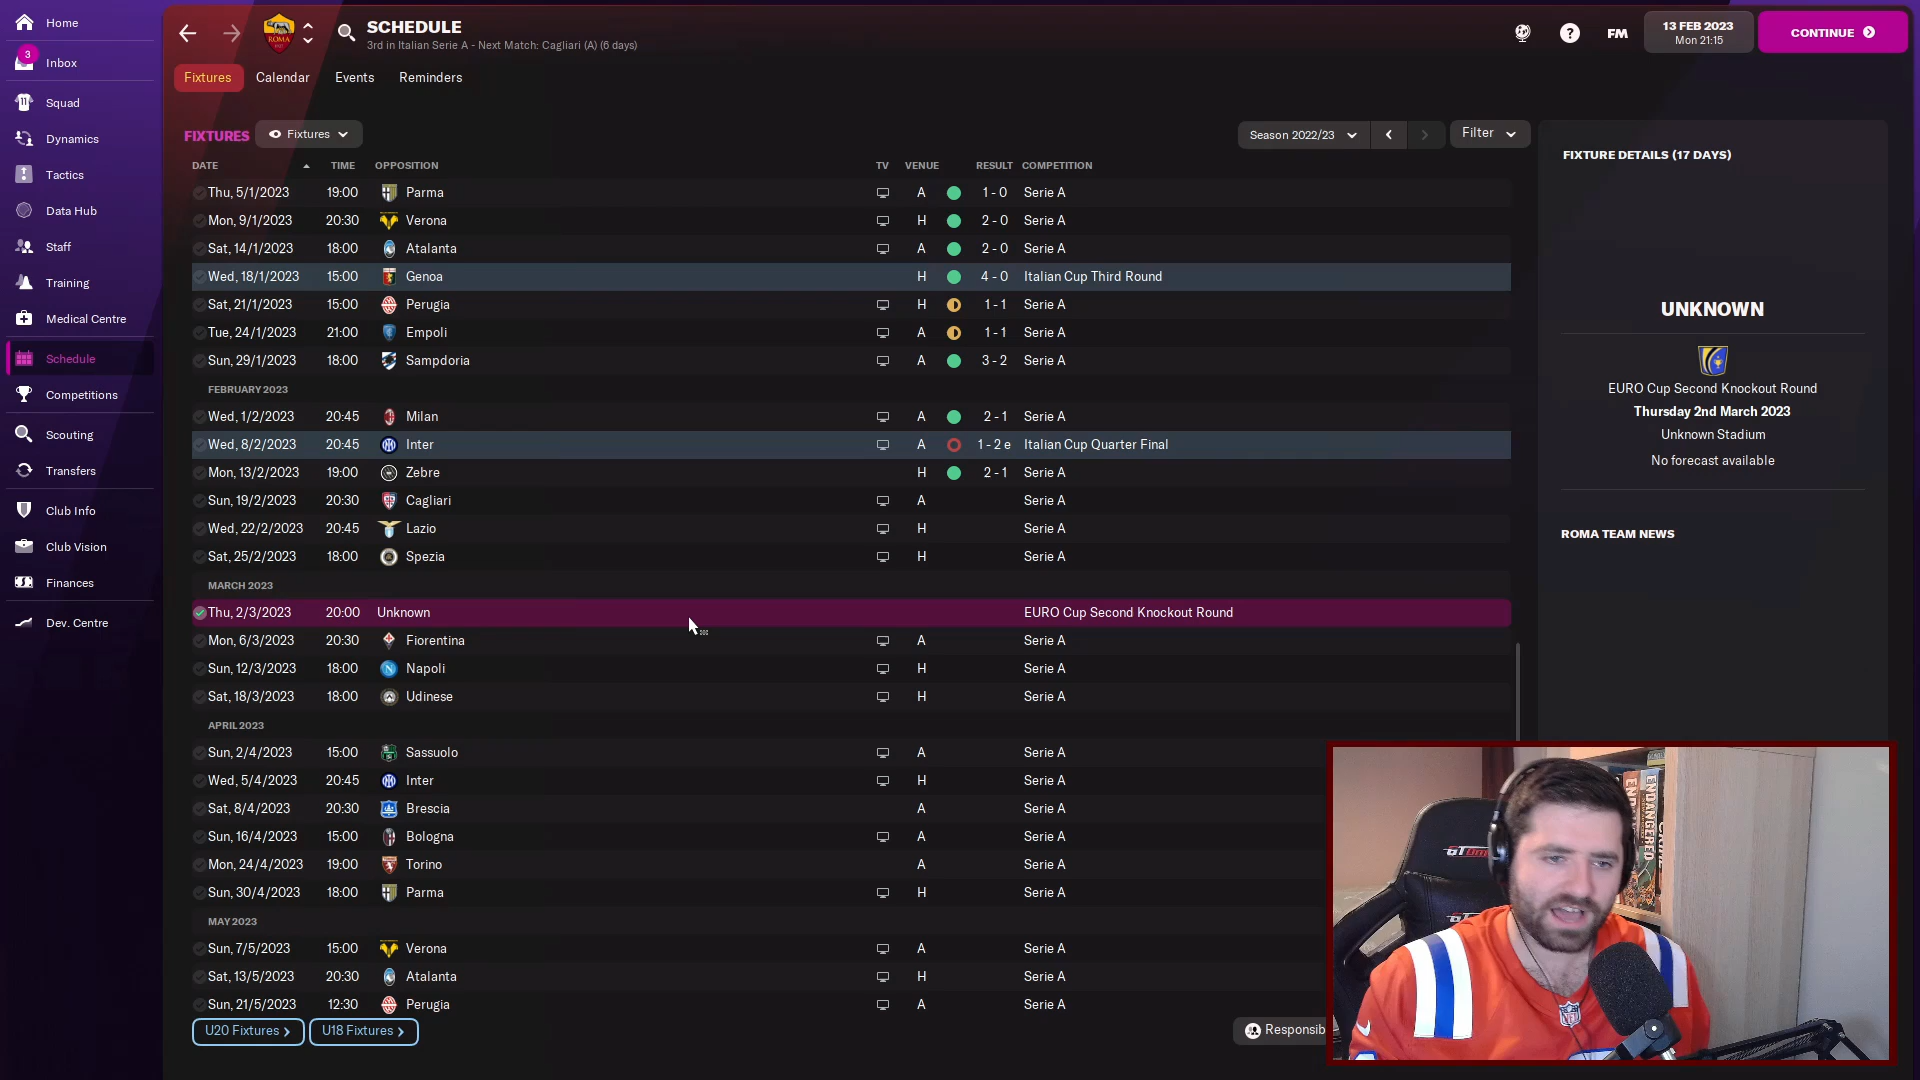 Home
3
Inbox
Squad
Dynamics
Tactics
Data Hub
Staff
Training
Medical Centre
Schedule
Competitions
Scouting
Transfers
Club Info
Club Vision
Finances
Dev. Centre
ROMA
SCHEDULE
3rd in Italian Serie A - Next Match: Cagliari (A) (6 days)
FM
13 FEB 2023
Mon 21:15
CONTINUE
Fixtures Calendar Events Reminders
FIXTURES Fixtures Season 2022/23 Filter
DATE TIME OPPOSITION TV VENUE RESULT COMPETITION
Thu, 5/1/2023 19:00 Parma A 1 - 0 Serie A
Mon, 9/1/2023 20:30 Verona H 2 - 0 Serie A
Sat, 14/1/2023 18:00 Atalanta A 2 - 0 Serie A
Wed, 18/1/2023 15:00 Genoa H 4 - 0 Italian Cup Third Round
Sat, 21/1/2023 15:00 Perugia H 1 - 1 Serie A
Tue, 24/1/2023 21:00 Empoli A 1 - 1 Serie A
Sun, 29/1/2023 18:00 Sampdoria A 3 - 2 Serie A
FEBRUARY 2023
Wed, 1/2/2023 20:45 Milan A 2 - 1 Serie A
Wed, 8/2/2023 20:45 Inter A 1 - 2 e Italian Cup Quarter Final
Mon, 13/2/2023 19:00 Zebre H 2 - 1 Serie A
Sun, 19/2/2023 20:30 Cagliari A Serie A
Wed, 22/2/2023 20:45 Lazio H Serie A
Sat, 25/2/2023 18:00 Spezia H Serie A
MARCH 2023
Thu, 2/3/2023 20:00 Unknown EURO Cup Second Knockout Round
Mon, 6/3/2023 20:30 Fiorentina A Serie A
Sun, 12/3/2023 18:00 Napoli H Serie A
Sat, 18/3/2023 18:00 Udinese H Serie A
APRIL 2023
Sun, 2/4/2023 15:00 Sassuolo A Serie A
Wed, 5/4/2023 20:45 Inter H Serie A
Sat, 8/4/2023 20:30 Brescia A Serie A
Sun, 16/4/2023 15:00 Bologna A Serie A
Mon, 24/4/2023 19:00 Torino A Serie A
Sun, 30/4/2023 18:00 Parma H Serie A
MAY 2023
Sun, 7/5/2023 15:00 Verona A Serie A
Sat, 13/5/2023 20:30 Atalanta H Serie A
Sun, 21/5/2023 12:30 Perugia A Serie A
U20 Fixtures U18 Fixtures Responsib
FIXTURE DETAILS (17 DAYS)
UNKNOWN
EURO Cup Second Knockout Round
Thursday 2nd March 2023
Unknown Stadium
No forecast available
ROMA TEAM NEWS
ENDANGERED
NFL